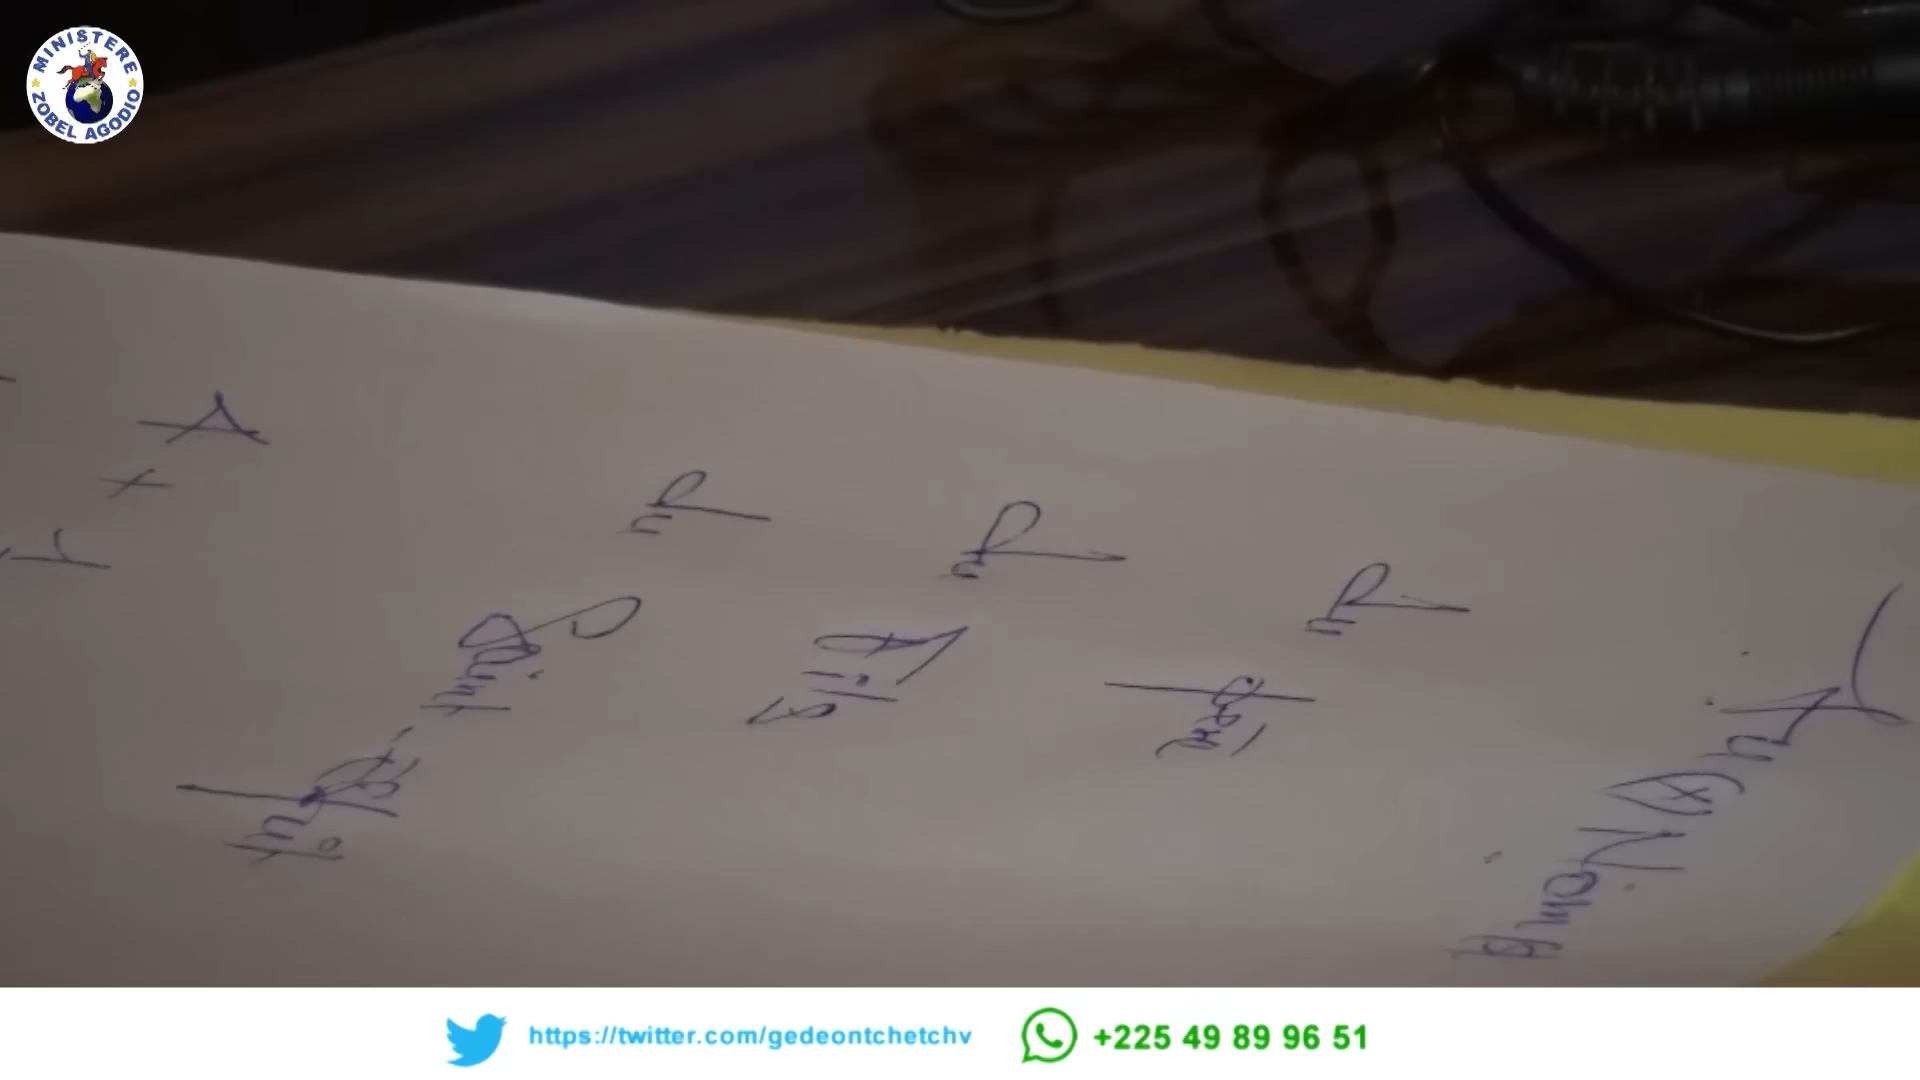 MINISTERE
ZOBEL AGODIO
Au (x) Nom
du père
du Fils
du Saint-Esprit
https://twitter.com/gedeontchetchv
+225 49 89 96 51